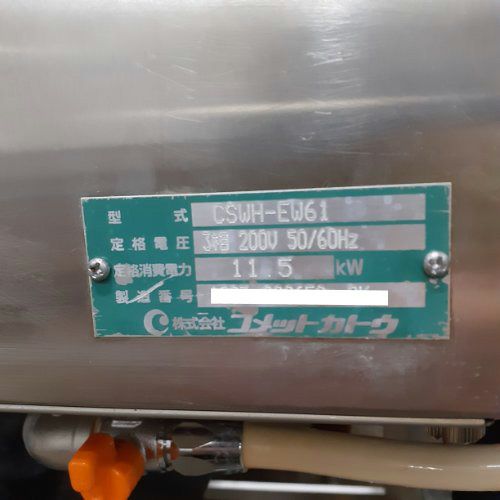 型式 CSWH-EW61
定格電圧 3相 200V 50/60Hz
定格消費電力 11.5 kW
製造番号
株式会社 コメットカトウ